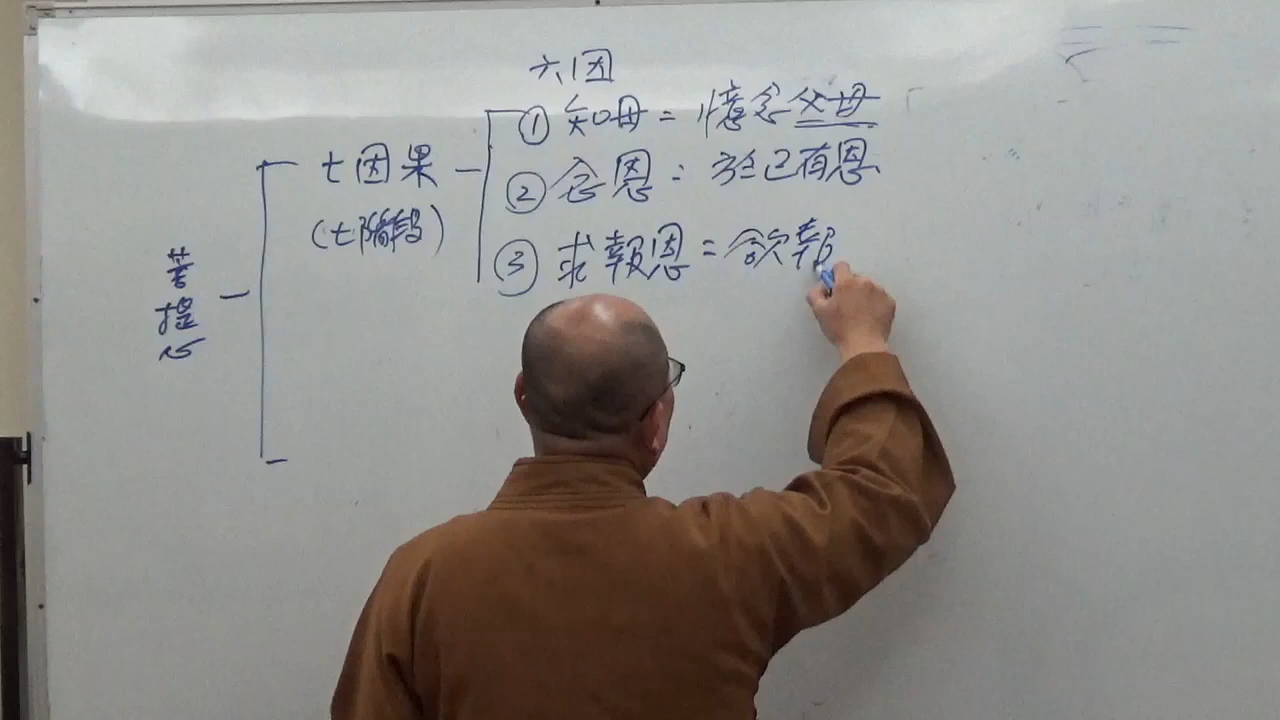 六因
① 知母 = 憶念父母
七因果
② 念恩 : 於己有恩
(七階段)
③ 求報恩 = 欲報
菩提心